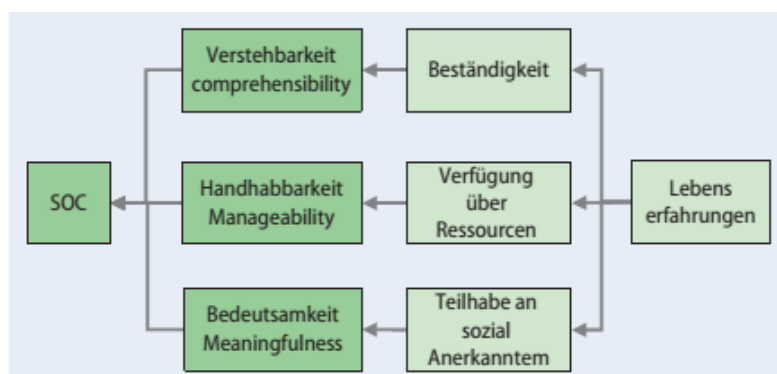 Verstehbarkeit
comprehensibility
Beständigkeit
SOC
Handhabbarkeit
Manageability
Verfügung
über
Ressourcen
Lebens
erfahrungen
Bedeutsamkeit
Meaningfulness
Teilhabe an
sozial
Anerkanntem